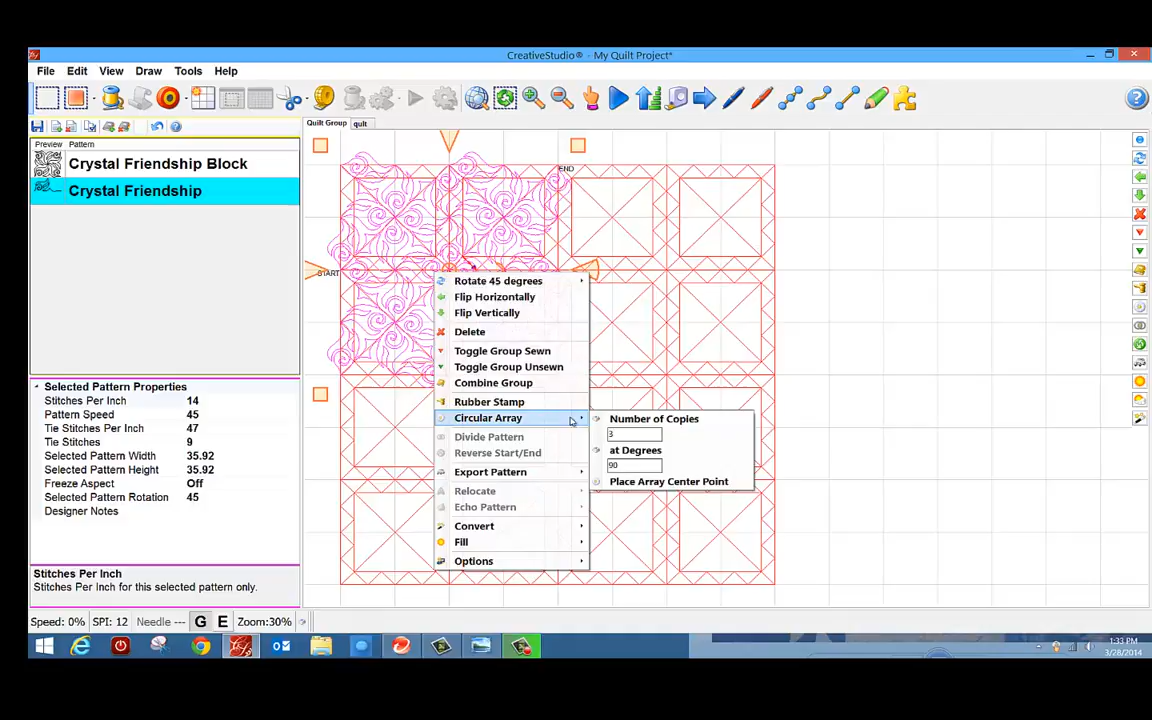 CreativeStudio® - My Quilt Project*
File Edit View Draw Tools Help
Quilt Group quilt
Preview Pattern
Crystal Friendship Block
Crystal Friendship
END
START
Rotate 45 degrees
Flip Horizontally
Flip Vertically
Delete
Toggle Group Sewn
Toggle Group Unsewn
Combine Group
Rubber Stamp
Circular Array
Divide Pattern
Reverse Start/End
Export Pattern
Relocate
Echo Pattern
Convert
Fill
Options
Number of Copies
3
at Degrees
90
Place Array Center Point
Selected Pattern Properties
Stitches Per Inch 14
Pattern Speed 45
Tie Stitches Per Inch 47
Tie Stitches 9
Selected Pattern Width 35.92
Selected Pattern Height 35.92
Freeze Aspect Off
Selected Pattern Rotation 45
Designer Notes
Stitches Per Inch
Stitches Per Inch for this selected pattern only.
Speed: 0% SPI: 12 Needle --- G E Zoom:30%
1:33 PM
3/28/2014